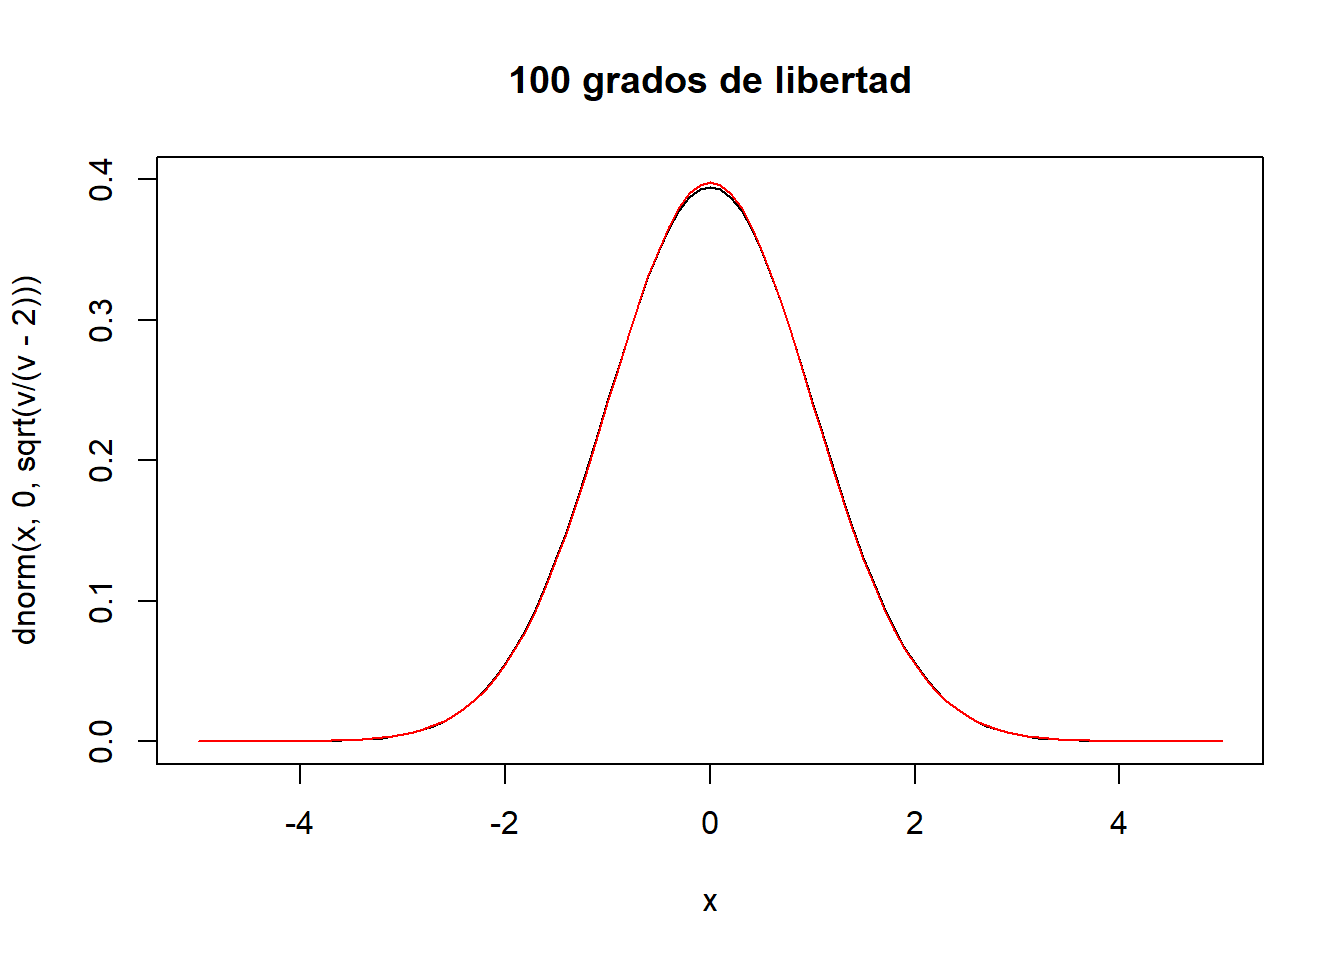 100 grados de libertad
dnorm(x, 0, sqrt(v/(v - 2)))
0.4
0.3
0.2
0.1
0.0
-4 -2 0 2 4
x